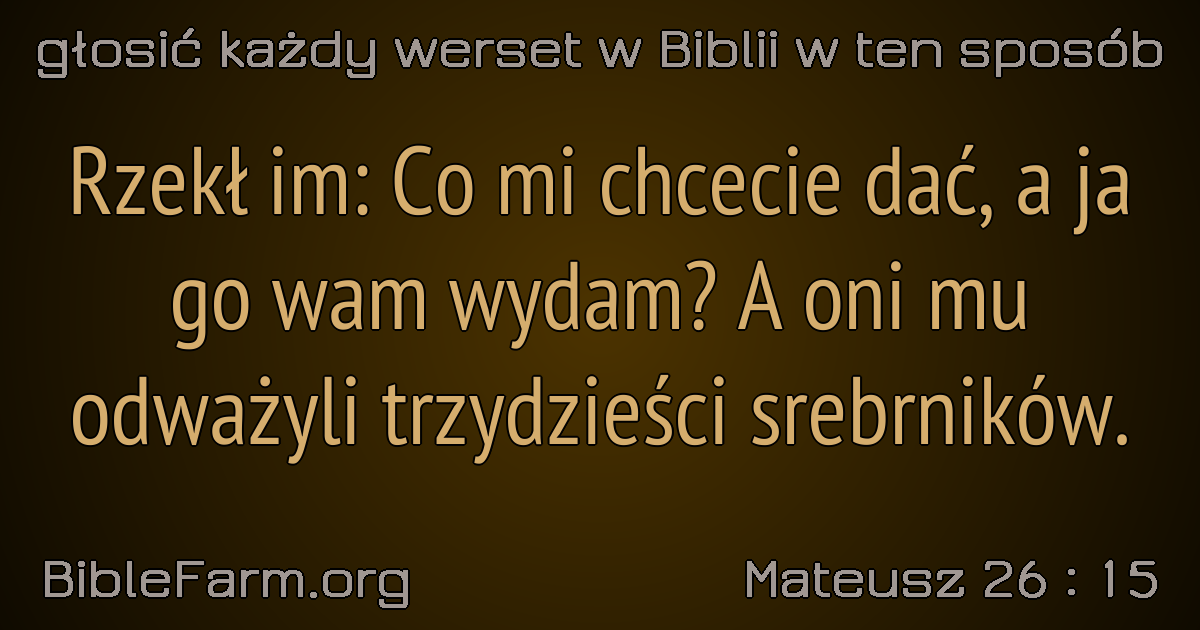 głosić każdy werset w Biblii w ten sposób
Rzekł im: Co mi chcecie dać, a ja
go wam wydam? A oni mu
odważyli trzydzieści srebrników.
BibleFarm.org
Mateusz 26 : 15